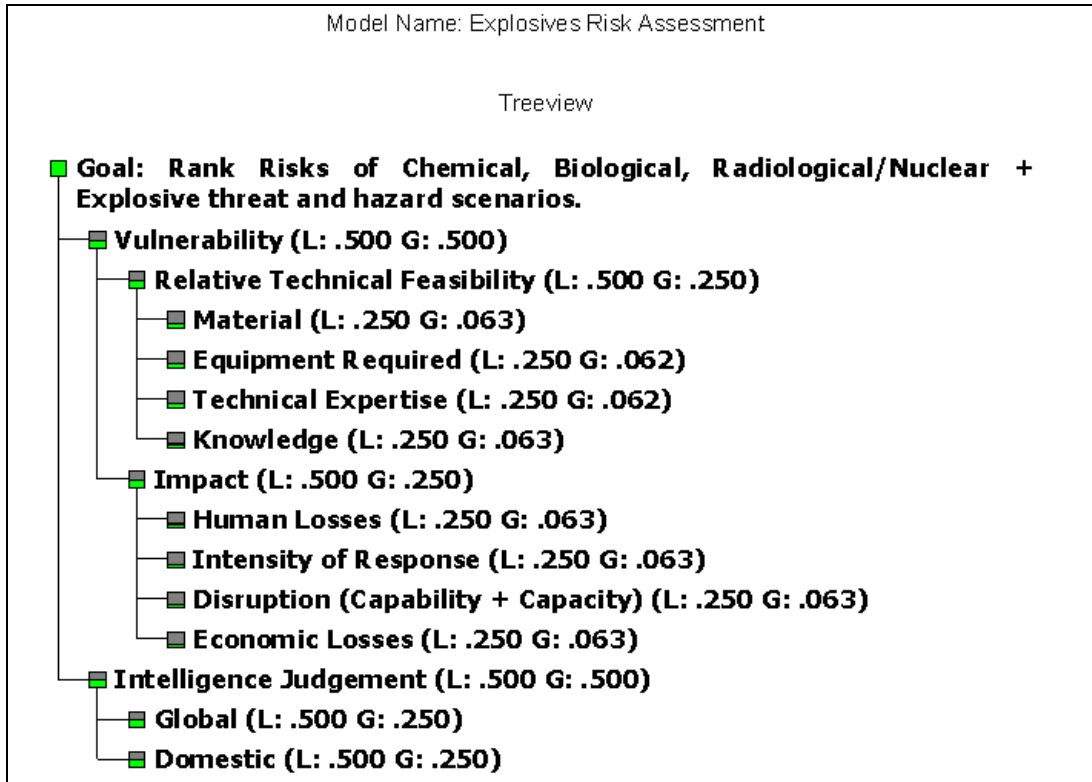 Model Name: Explosives Risk Assessment
Treeview
Goal: Rank Risks of Chemical, Biological, Radiological/Nuclear +
Explosive threat and hazard scenarios.
Vulnerability (L: .500 G: .500)
Relative Technical Feasibility (L: .500 G: .250)
Material (L: .250 G: .063)
Equipment Required (L: .250 G: .062)
Technical Expertise (L: .250 G: .062)
Knowledge (L: .250 G: .063)
Impact (L: .500 G: .250)
Human Losses (L: .250 G: .063)
Intensity of Response (L: .250 G: .063)
Disruption (Capability + Capacity) (L: .250 G: .063)
Economic Losses (L: .250 G: .063)
Intelligence Judgement (L: .500 G: .500)
Global (L: .500 G: .250)
Domestic (L: .500 G: .250)